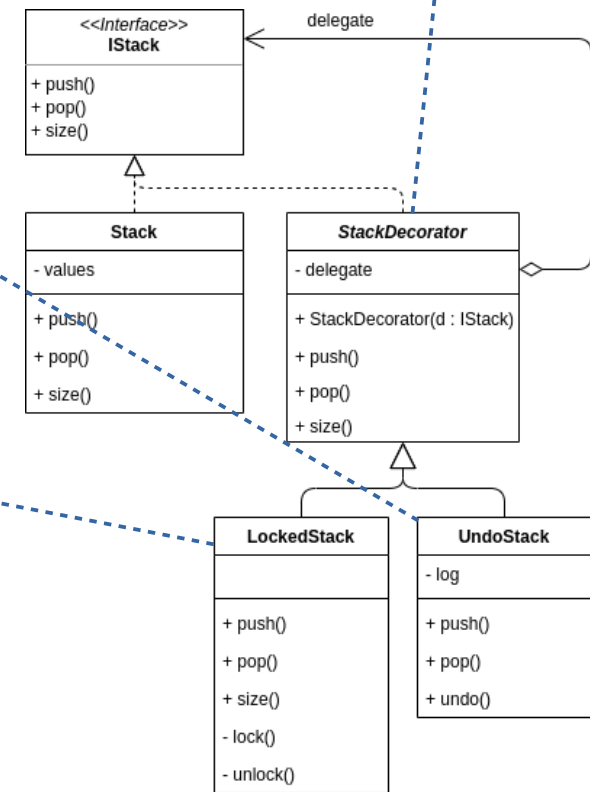 <<Interface>>
IStack
+ push()
+ pop()
+ size()
delegate
Stack
- values
+ push()
+ pop()
+ size()
StackDecorator
- delegate
+ StackDecorator(d : IStack)
+ push()
+ pop()
+ size()
LockedStack
+ push()
+ pop()
+ size()
- lock()
- unlock()
UndoStack
- log
+ push()
+ pop()
+ undo()